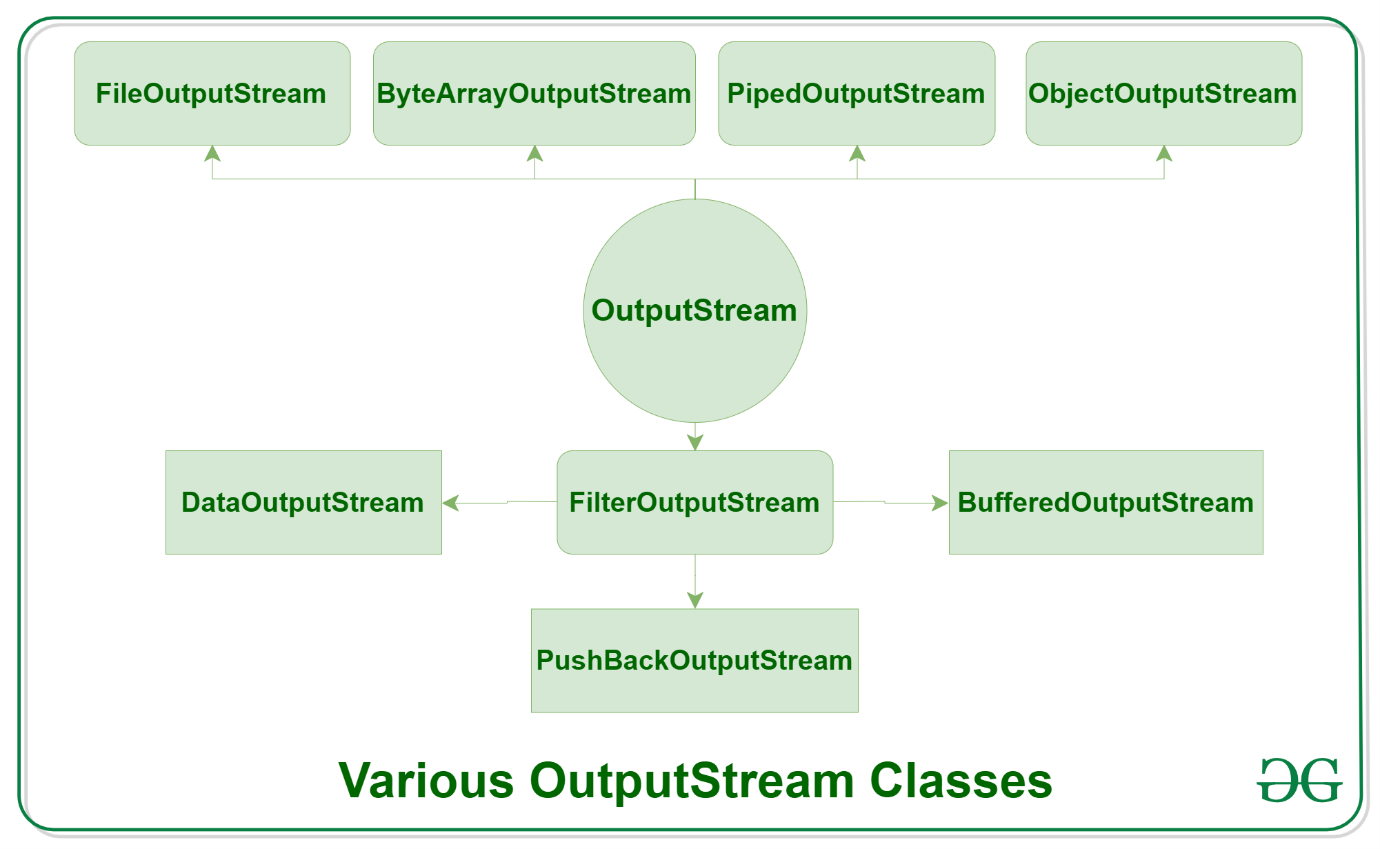 FileOutputStream
ByteArrayOutputStream
PipedOutputStream
ObjectOutputStream
OutputStream
DataOutputStream
FilterOutputStream
BufferedOutputStream
PushBackOutputStream
Various OutputStream Classes